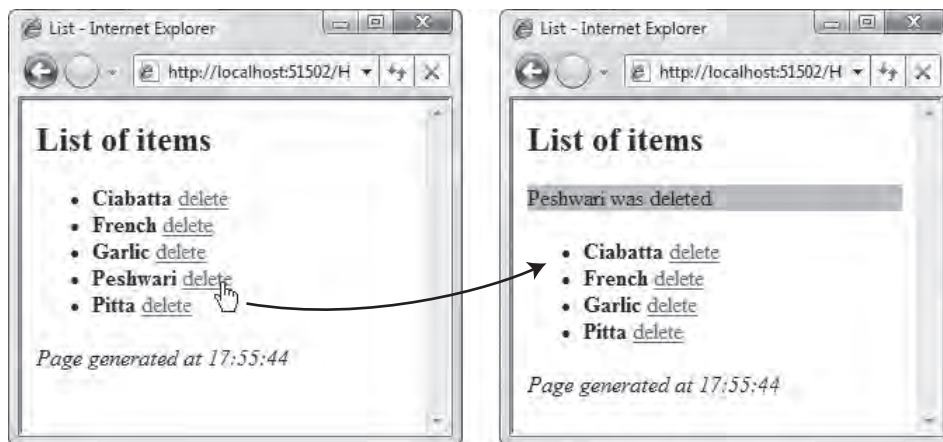 List - Internet Explorer
http://localhost:51502/H
List of items
• Ciabatta delete
• French delete
• Garlic delete
• Peshwari delete
• Pitta delete
Page generated at 17:55:44
List - Internet Explorer
http://localhost:51502/H
List of items
Peshwari was deleted
• Ciabatta delete
• French delete
• Garlic delete
• Pitta delete
Page generated at 17:55:44